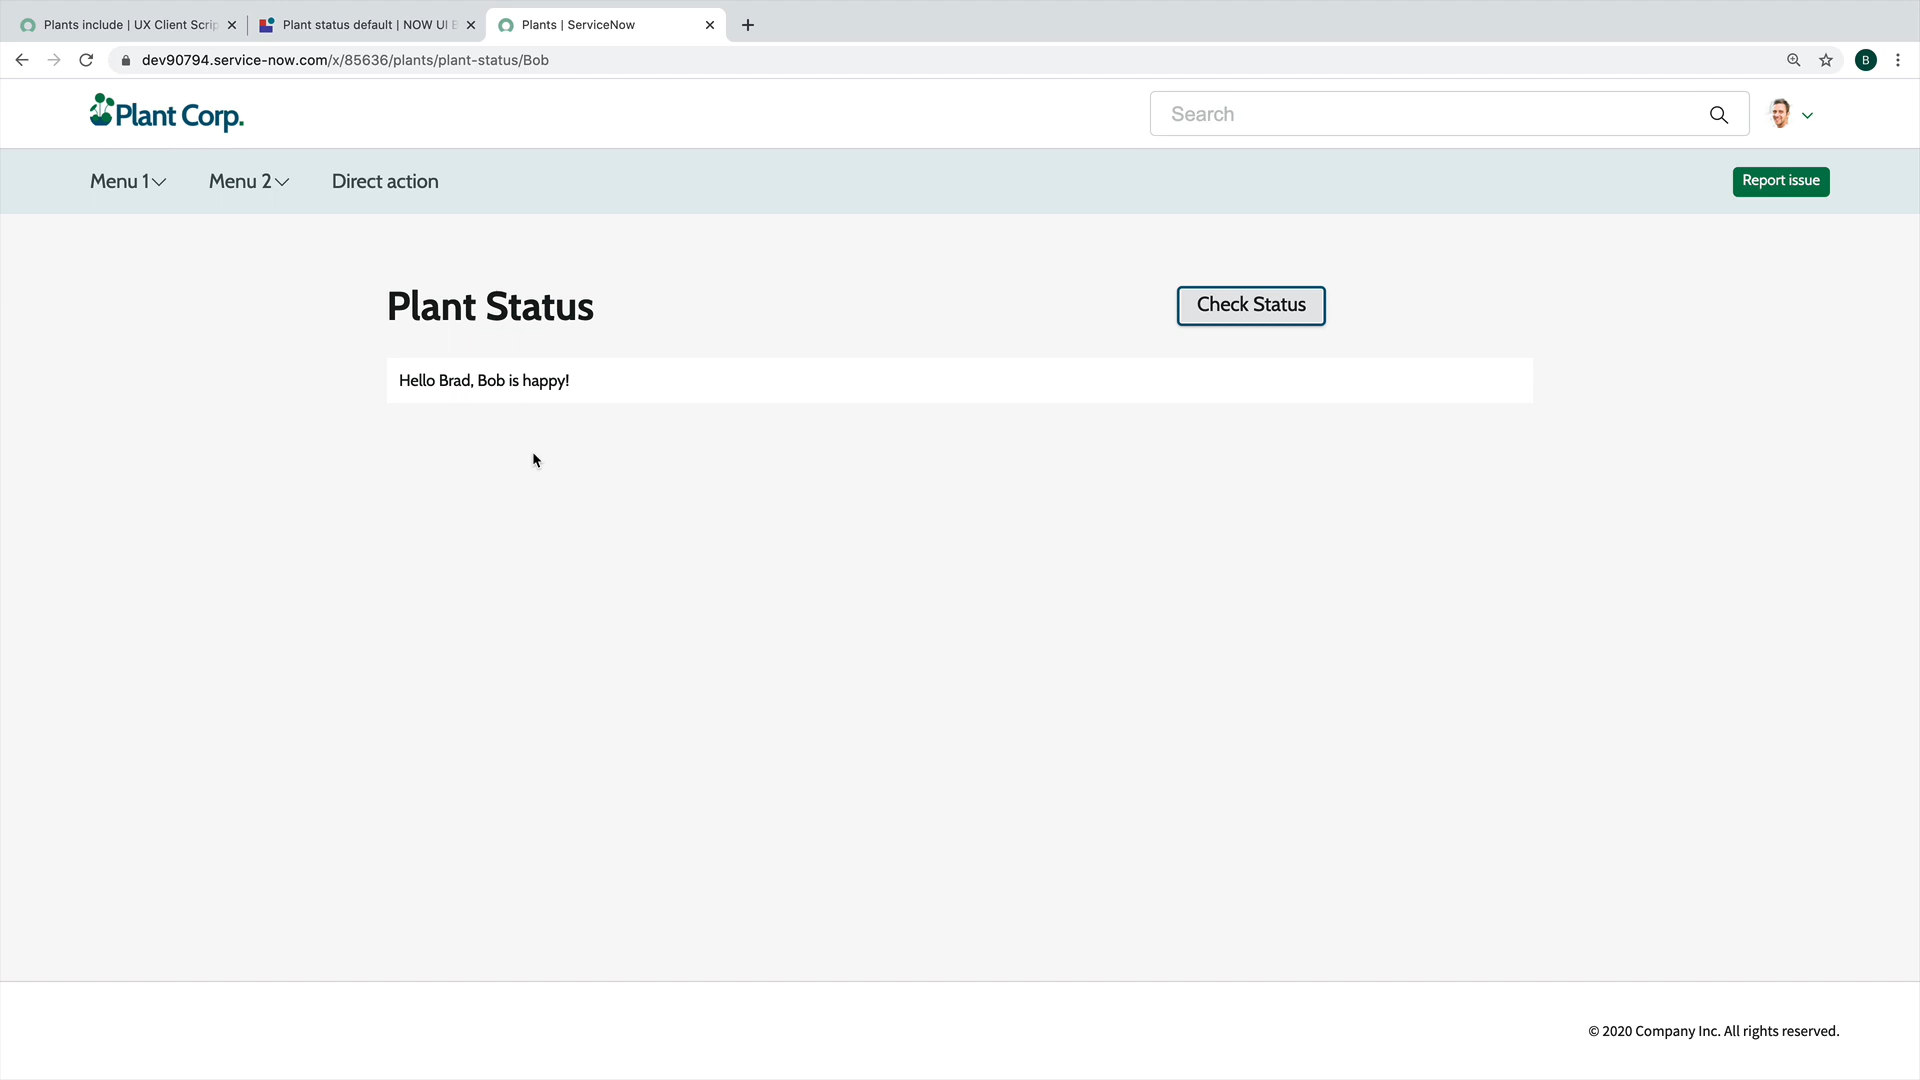 Plants include | UX Client Scrip
Plant status default | NOW UI B
Plants | ServiceNow
dev90794.service-now.com/x/85636/plants/plant-status/Bob
B
Plant Corp.
Search
Menu 1
Menu 2
Direct action
Report issue
Plant Status
Check Status
Hello Brad, Bob is happy!
© 2020 Company Inc. All rights reserved.